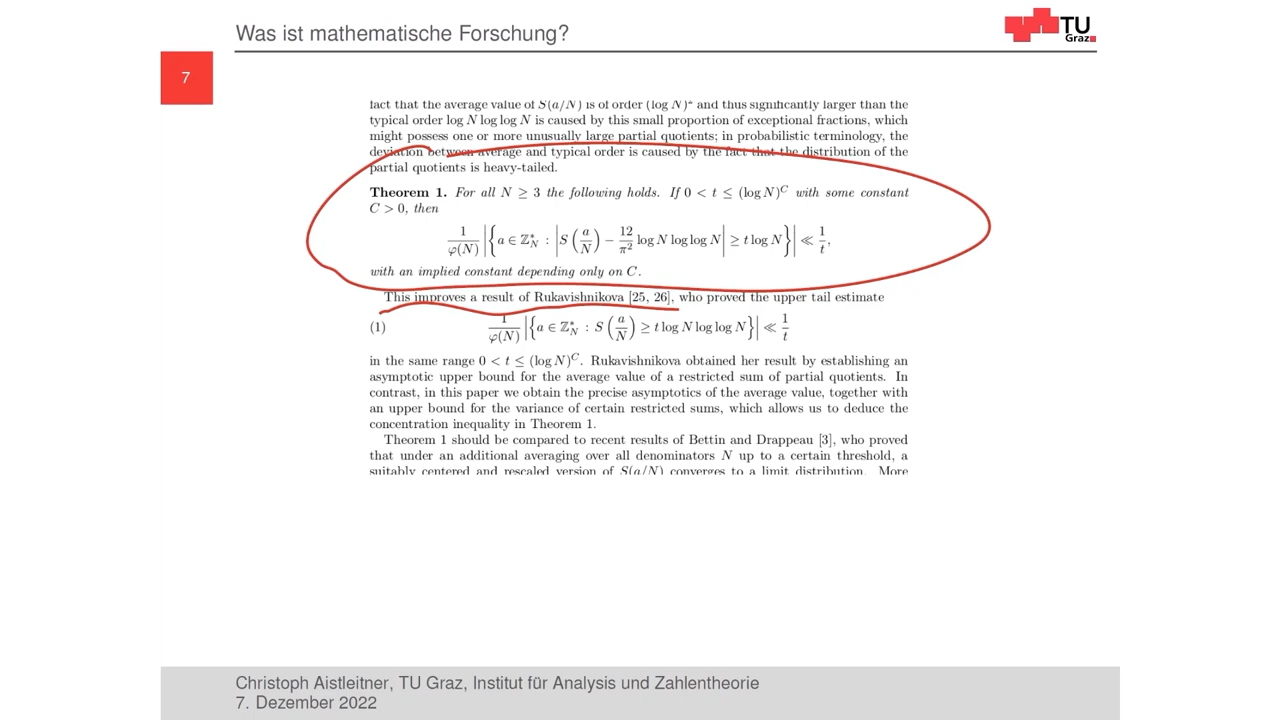 Was ist mathematische Forschung?
TU
Graz
7
fact that the average value of S(a/N) is of order (log N)² and thus significantly larger than the
typical order log N log log N is caused by this small proportion of exceptional fractions, which
might possess one or more unusually large partial quotients; in probabilistic terminology, the
deviation between average and typical order is caused by the fact that the distribution of the
partial quotients is heavy-tailed.
Theorem 1. For all N ≥ 3 the following holds. If 0 < t ≤ (log N)^C with some constant
C > 0, then
1/φ(N) |{a ∈ ℤ*_N : |S(a/N) − 12/π² log N log log N| ≥ t log N}| ≪ 1/t,
with an implied constant depending only on C.
This improves a result of Rukavishnikova [25, 26], who proved the upper tail estimate
(1) 1/φ(N) |{a ∈ ℤ*_N : S(a/N) ≥ t log N log log N}| ≪ 1/t
in the same range 0 < t ≤ (log N)^C. Rukavishnikova obtained her result by establishing an
asymptotic upper bound for the average value of a restricted sum of partial quotients. In
contrast, in this paper we obtain the precise asymptotics of the average value, together with
an upper bound for the variance of certain restricted sums, which allows us to deduce the
concentration inequality in Theorem 1.
Theorem 1 should be compared to recent results of Bettin and Drappeau [3], who proved
that under an additional averaging over all denominators N up to a certain threshold, a
suitably centered and rescaled version of S(a/N) converges to a limit distribution. More
Christoph Aistleitner, TU Graz, Institut für Analysis und Zahlentheorie
7. Dezember 2022